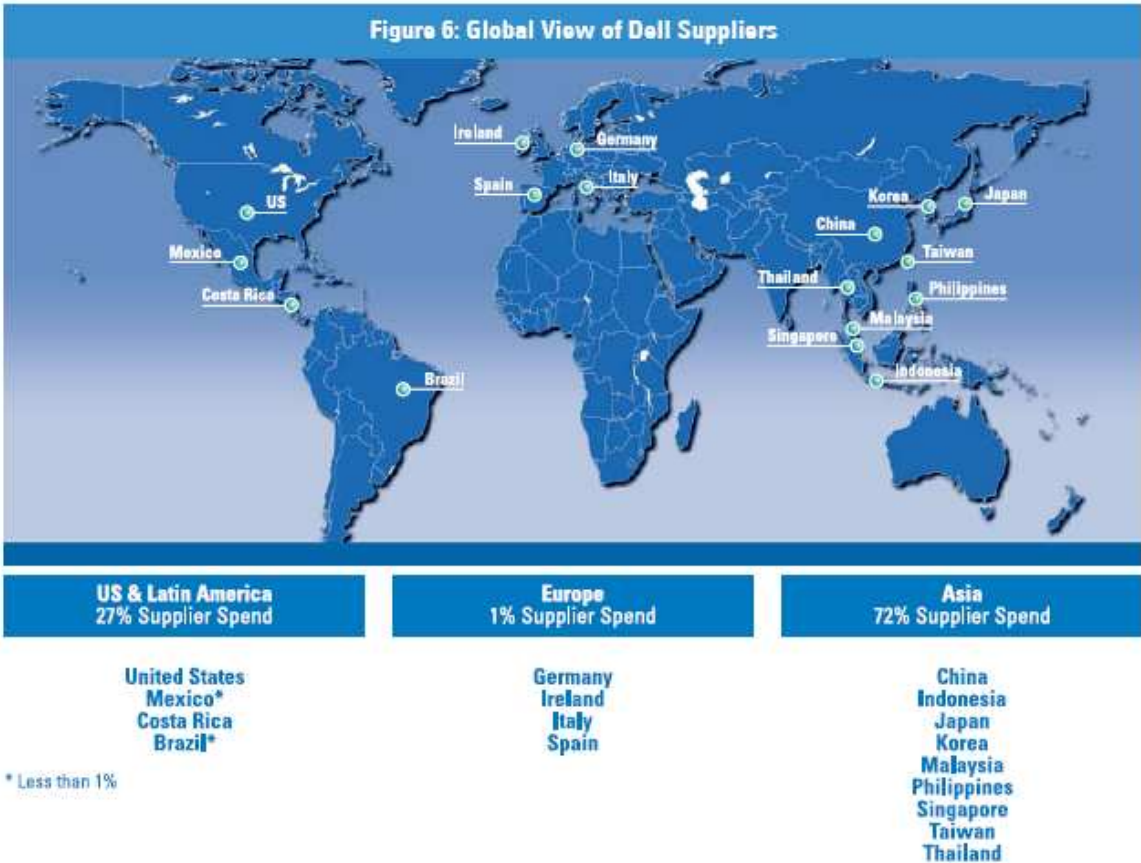 Figure 6: Global View of Dell Suppliers
Ireland
Germany
Spain
Italy
US
Korea
Japan
China
Mexico
Taiwan
Thailand
Costa Rica
Philippines
Malaysia
Singapore
Indonesia
Brazil
US & Latin America
27% Supplier Spend
United States
Mexico*
Costa Rica
Brazil*
* Less than 1%
Europe
1% Supplier Spend
Germany
Ireland
Italy
Spain
Asia
72% Supplier Spend
China
Indonesia
Japan
Korea
Malaysia
Philippines
Singapore
Taiwan
Thailand